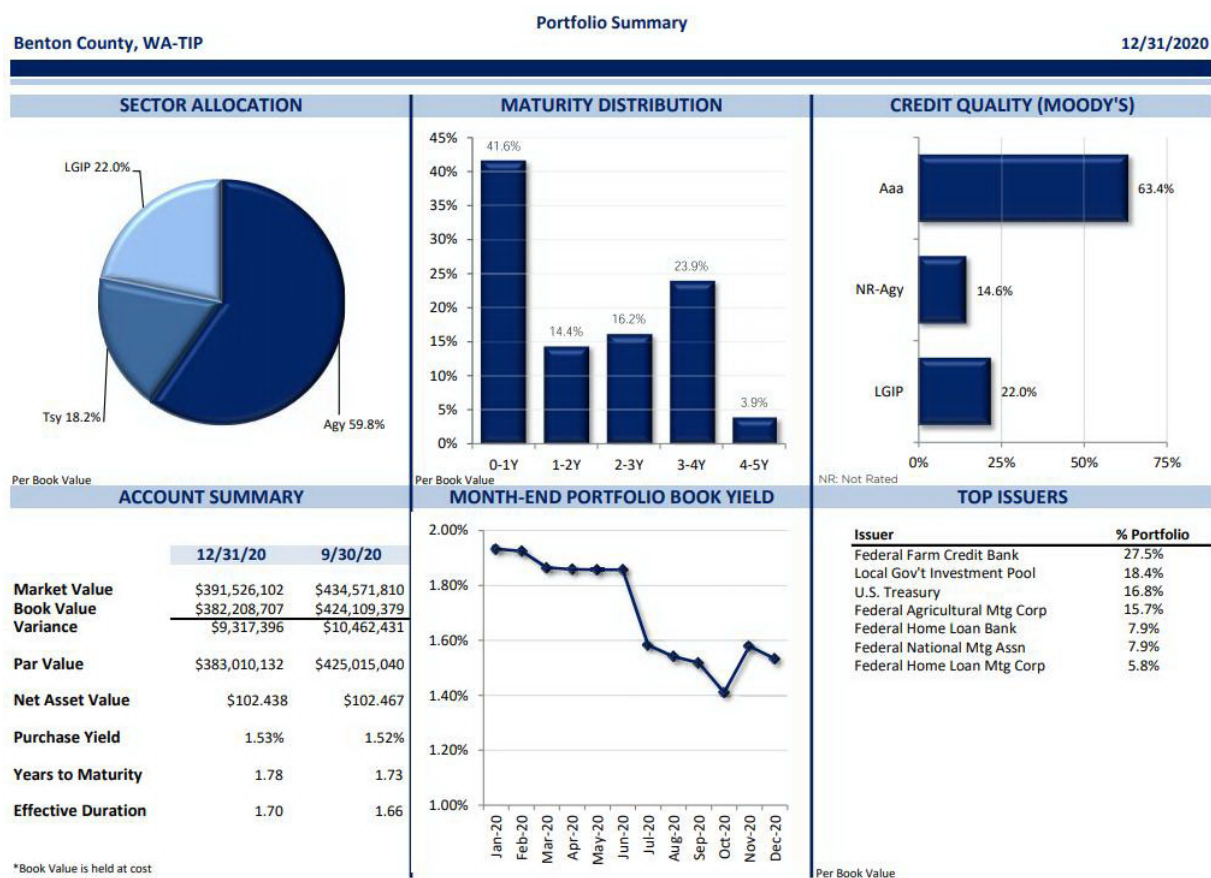 Portfolio Summary
Benton County, WA-TIP 12/31/2020
SECTOR ALLOCATION
LGIP 22.0%
Tsy 18.2%
Agy 59.8%
Per Book Value
MATURITY DISTRIBUTION
45%
40%
35%
30%
25%
20%
15%
10%
5%
0%
41.6%
14.4%
16.2%
23.9%
3.9%
0-1Y 1-2Y 2-3Y 3-4Y 4-5Y
Per Book Value
CREDIT QUALITY (MOODY'S)
Aaa 63.4%
NR-Agy 14.6%
LGIP 22.0%
0% 25% 50% 75%
NR: Not Rated
ACCOUNT SUMMARY
12/31/20 9/30/20
Market Value $391,526,102 $434,571,810
Book Value $382,208,707 $424,109,379
Variance $9,317,396 $10,462,431
Par Value $383,010,132 $425,015,040
Net Asset Value $102.438 $102.467
Purchase Yield 1.53% 1.52%
Years to Maturity 1.78 1.73
Effective Duration 1.70 1.66
*Book Value is held at cost
MONTH-END PORTFOLIO BOOK YIELD
2.00%
1.80%
1.60%
1.40%
1.20%
1.00%
Jan-20 Feb-20 Mar-20 Apr-20 May-20 Jun-20 Jul-20 Aug-20 Sep-20 Oct-20 Nov-20 Dec-20
TOP ISSUERS
Issuer % Portfolio
Federal Farm Credit Bank 27.5%
Local Gov't Investment Pool 18.4%
U.S. Treasury 16.8%
Federal Agricultural Mtg Corp 15.7%
Federal Home Loan Bank 7.9%
Federal National Mtg Assn 7.9%
Federal Home Loan Mtg Corp 5.8%
Per Book Value